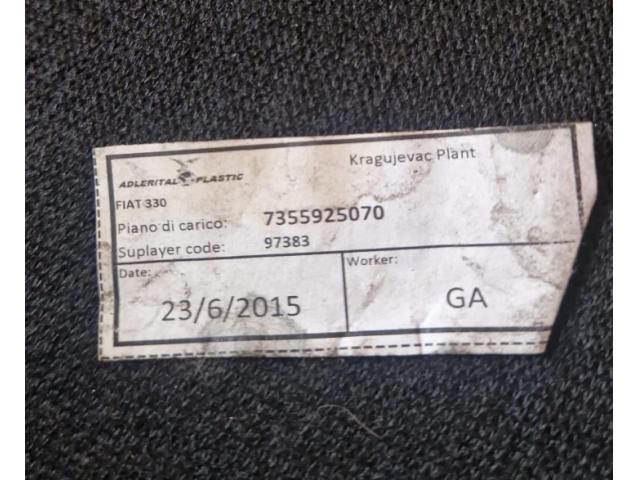 Kragujevac Plant
ADLERITAL PLASTIC
FIAT 330
Piano di carico: 7355925070
Suplayer code: 97383
Date: Worker:
23/6/2015 GA